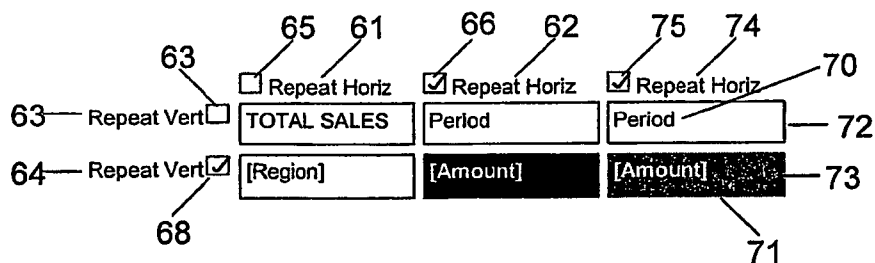 65 61 66 62 75 74
63 Repeat Horiz Repeat Horiz Repeat Horiz 70
63 Repeat Vert TOTAL SALES Period Period 72
64 Repeat Vert [Region] [Amount] [Amount] 73
68 71